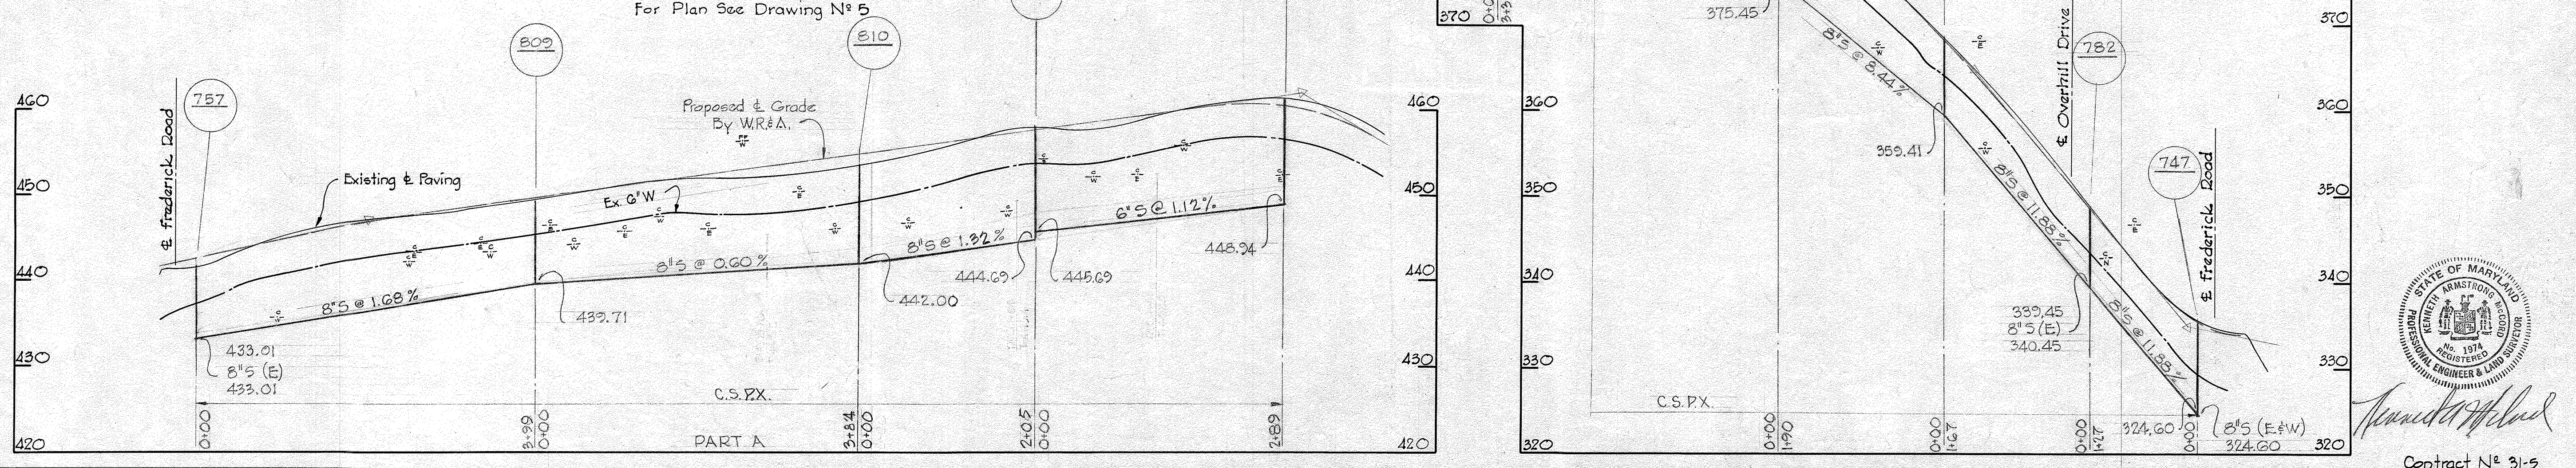 For Plan See Drawing Nº 5
809
810
757
460
450
440
430
420
℄ Frederick Road
Existing ℄ Paving
Proposed ℄ Grade
By W.R.&A.
Ex. 6"W
8"S @ 1.68%
8"S @ 0.60%
8"S @ 1.32%
6"S @ 1.12%
433.01
8"S (E)
433.01
439.71
442.00
444.69
445.69
448.94
C.S.P.X.
0+00
3+99
0+00
3+84
0+00
2+05
0+00
2+89
PART A
460
450
440
430
420
370
0+0
3+3
360
350
340
330
320
375.45
8"S @ 8.44%
359.41
8"S @ 11.88%
℄ Overhill Drive
782
747
℄ Frederick Road
339.45
8"S (E)
340.45
8"S @ 11.88%
C.S.P.X.
0+00
1+90
0+00
1+67
0+00
1+27
324.60
0+00
8"S (E&W)
324.60
370
360
350
340
330
320
STATE OF MARYLAND
KENNETH ARMSTRONG McCORD
No. 1974
REGISTERED
PROFESSIONAL ENGINEER & LAND SURVEYOR
Contract Nº 31-5